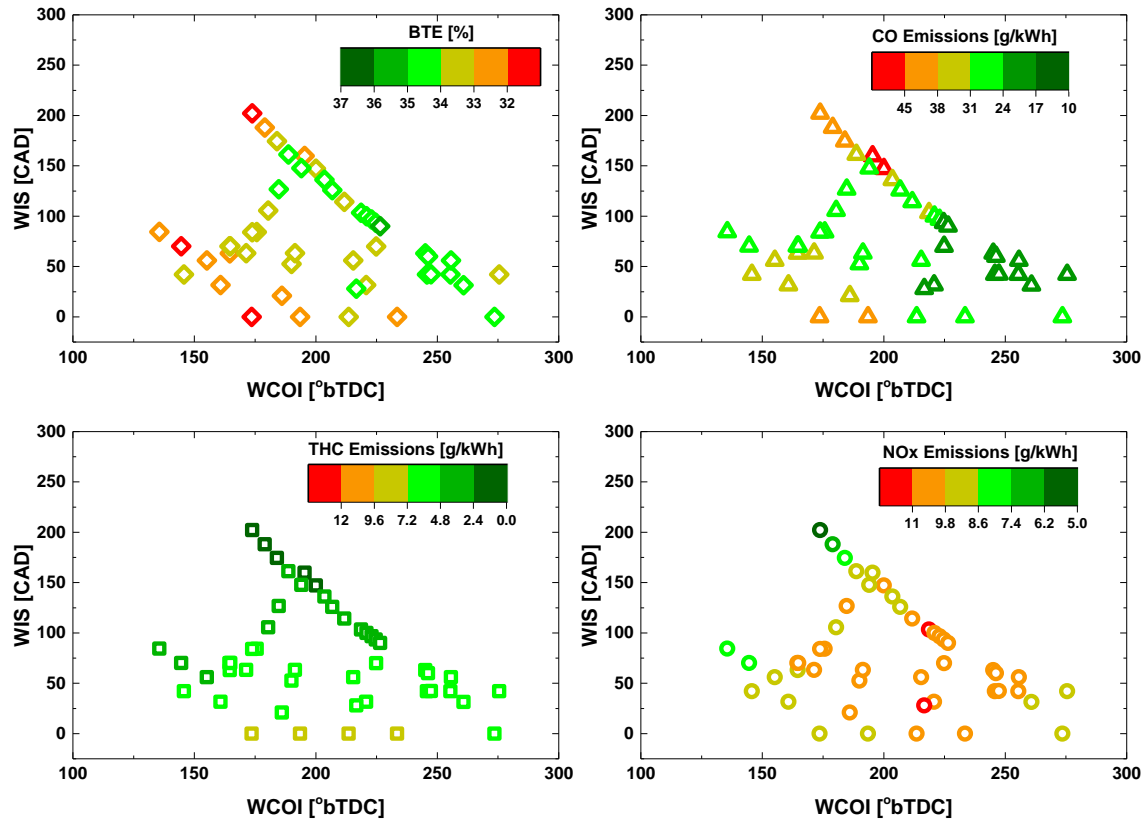 BTE [%]
37 36 35 34 33 32
300
250
200
150
100
50
0
WIS [CAD]
100 150 200 250 300
WCOI [°bTDC]
CO Emissions [g/kWh]
45 38 31 24 17 10
300
250
200
150
100
50
0
WIS [CAD]
100 150 200 250 300
WCOI [°bTDC]
THC Emissions [g/kWh]
12 9.6 7.2 4.8 2.4 0.0
300
250
200
150
100
50
0
WIS [CAD]
100 150 200 250 300
WCOI [°bTDC]
NOx Emissions [g/kWh]
11 9.8 8.6 7.4 6.2 5.0
300
250
200
150
100
50
0
WIS [CAD]
100 150 200 250 300
WCOI [°bTDC]